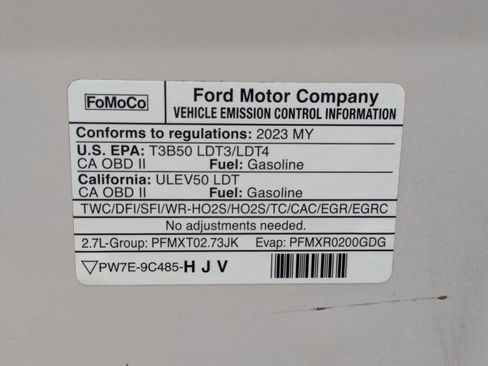 FoMoCo
Ford Motor Company
VEHICLE EMISSION CONTROL INFORMATION
Conforms to regulations: 2023 MY
U.S. EPA: T3B50 LDT3/LDT4
CA OBD II Fuel: Gasoline
California: ULEV50 LDT
CA OBD II Fuel: Gasoline
TWC/DFI/SFI/WR-HO2S/HO2S/TC/CAC/EGR/EGRC
No adjustments needed.
2.7L-Group: PFMXT02.73JK Evap: PFMXR0200GDG
▽PW7E-9C485-H J V